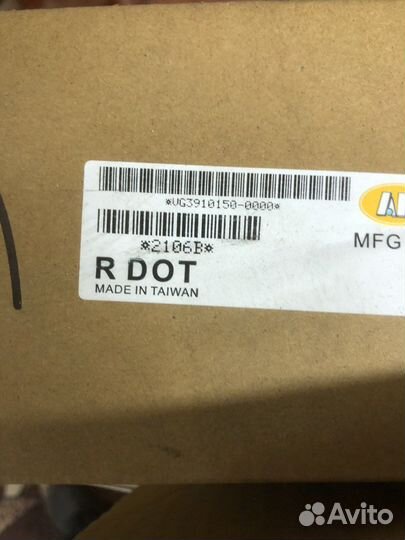 *VG3910150-0000*
*2106B*
MFG
R DOT
MADE IN TAIWAN
Avito